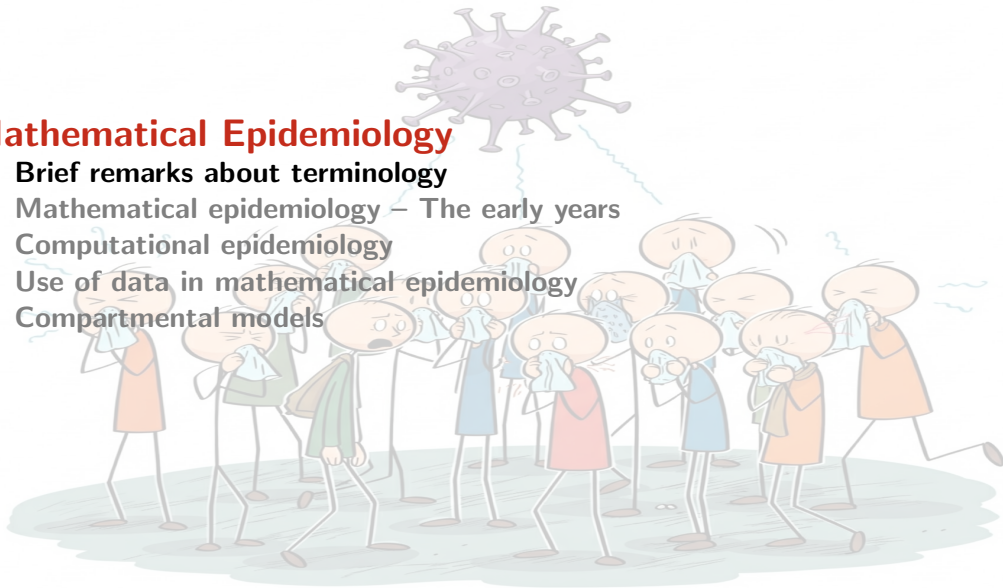 Mathematical Epidemiology
Brief remarks about terminology
Mathematical epidemiology – The early years
Computational epidemiology
Use of data in mathematical epidemiology
Compartmental models